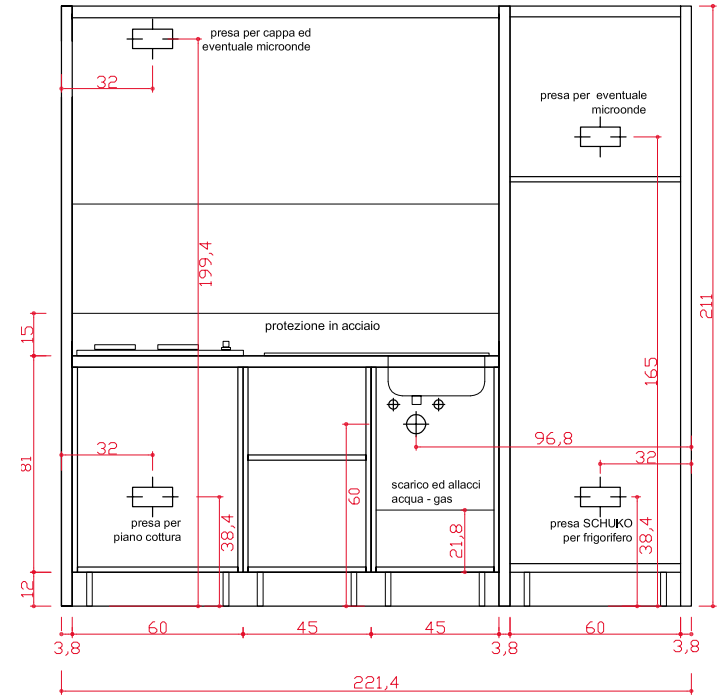 presa per cappa ed
eventuale microonde
32
presa per eventuale
microonde
199,4
211
15
protezione in acciaio
165
96,8
32
32
81
60
scarico ed allacci
acqua - gas
presa per
piano cottura
38,4
21,8
presa SCHUKO
per frigorifero
38,4
12
60
45
45
60
3,8
3,8
3,8
221,4